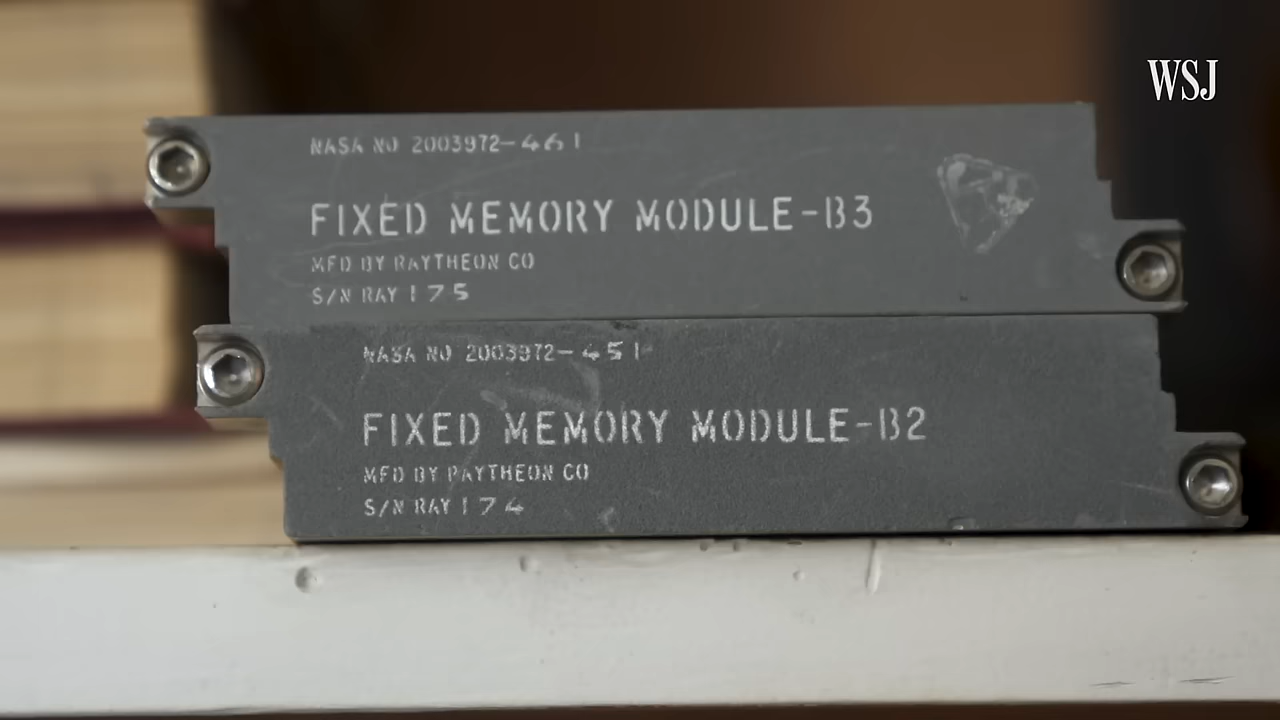 WSJ
NASA NO 2003972-461
FIXED MEMORY MODULE-B3
MFD BY RAYTHEON CO
S/N RAY 175
NASA NO 2003972-451
FIXED MEMORY MODULE-B2
MFD BY RAYTHEON CO
S/N RAY 174